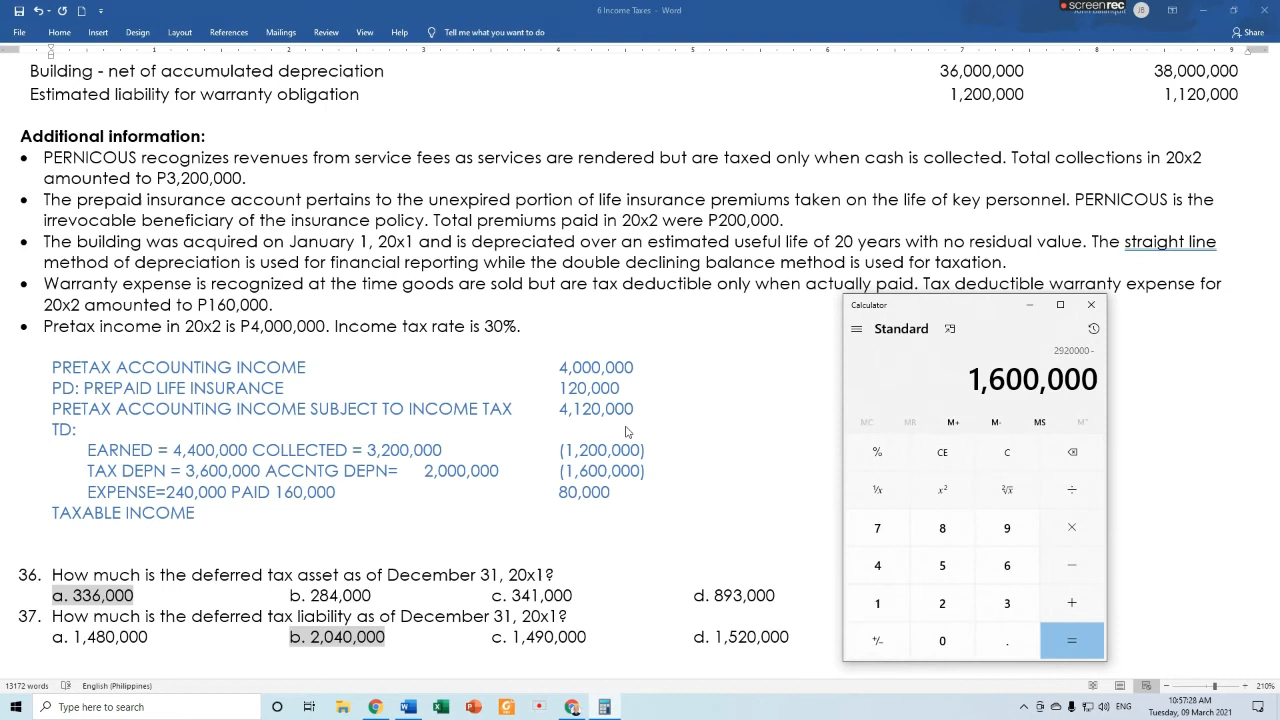 screenrec
6 Income Taxes - Word
JB
File Home Insert Design Layout References Mailings Review View Help Tell me what you want to do Share
1 2 3 4 5 6 7 8 9
Building - net of accumulated depreciation 36,000,000 38,000,000
Estimated liability for warranty obligation 1,200,000 1,120,000
Additional information:
• PERNICOUS recognizes revenues from service fees as services are rendered but are taxed only when cash is collected. Total collections in 20x2
amounted to P3,200,000.
• The prepaid insurance account pertains to the unexpired portion of life insurance premiums taken on the life of key personnel. PERNICOUS is the
irrevocable beneficiary of the insurance policy. Total premiums paid in 20x2 were P200,000.
• The building was acquired on January 1, 20x1 and is depreciated over an estimated useful life of 20 years with no residual value. The straight line
method of depreciation is used for financial reporting while the double declining balance method is used for taxation.
• Warranty expense is recognized at the time goods are sold but are tax deductible only when actually paid. Tax deductible warranty expense for
20x2 amounted to P160,000.
• Pretax income in 20x2 is P4,000,000. Income tax rate is 30%.
PRETAX ACCOUNTING INCOME 4,000,000
PD: PREPAID LIFE INSURANCE 120,000
PRETAX ACCOUNTING INCOME SUBJECT TO INCOME TAX 4,120,000
TD:
EARNED = 4,400,000 COLLECTED = 3,200,000 (1,200,000)
TAX DEPN = 3,600,000 ACCNTG DEPN= 2,000,000 (1,600,000)
EXPENSE=240,000 PAID 160,000 80,000
TAXABLE INCOME
36. How much is the deferred tax asset as of December 31, 20x1?
a. 336,000 b. 284,000 c. 341,000 d. 893,000
37. How much is the deferred tax liability as of December 31, 20x1?
a. 1,480,000 b. 2,040,000 c. 1,490,000 d. 1,520,000
Calculator
Standard
2920000 -
1,600,000
MC MR M+ M- MS M˅
% CE C
¹/x x² ²√x ÷
7 8 9 ×
4 5 6 −
1 2 3 +
+/− 0 . =
13172 words English (Philippines) 210%
Type here to search
ENG
10:57:28 AM
Tuesday, 09 March 2021